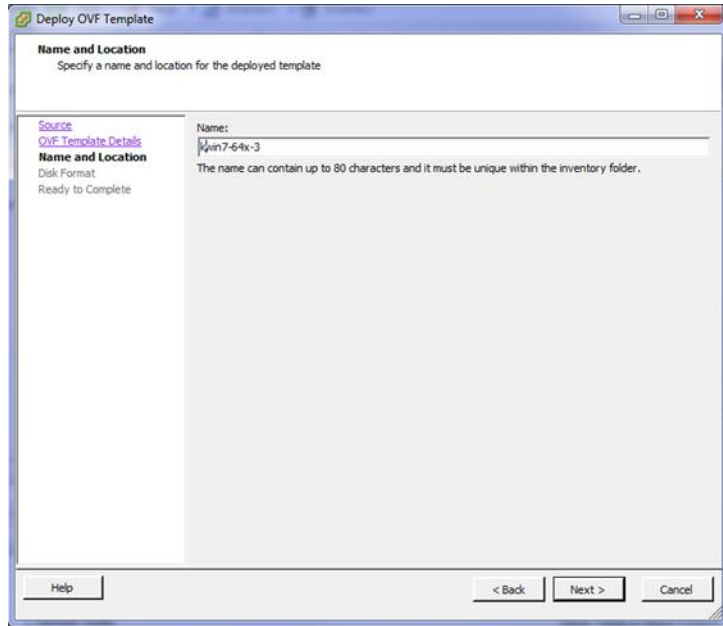 Deploy OVF Template
Name and Location
Specify a name and location for the deployed template
Source
OVF Template Details
Name and Location
Disk Format
Ready to Complete
Name:
win7-64x-3
The name can contain up to 80 characters and it must be unique within the inventory folder.
Help
< Back
Next >
Cancel